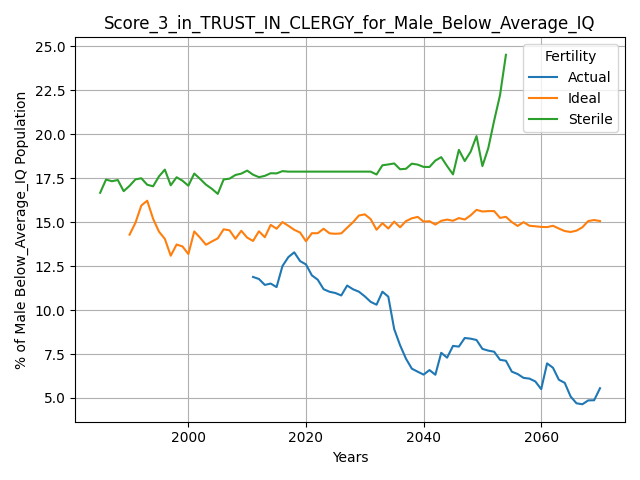 Score_3_in_TRUST_IN_CLERGY_for_Male_Below_Average_IQ
% of Male Below_Average_IQ Population
25.0
22.5
20.0
17.5
15.0
12.5
10.0
7.5
5.0
Fertility
Actual
Ideal
Sterile
2000
2020
2040
2060
Years